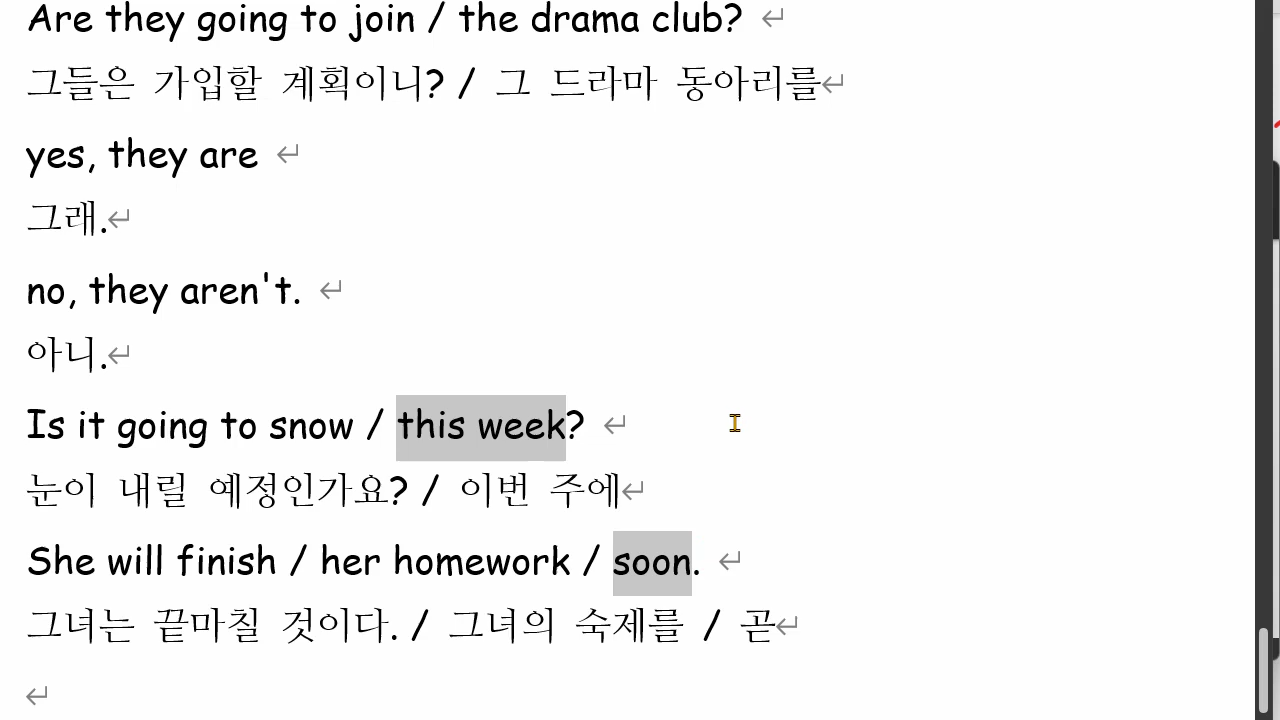 Are they going to join / the drama club?
그들은 가입할 계획이니? / 그 드라마 동아리를
yes, they are
그래.
no, they aren't.
아니.
Is it going to snow / this week?
눈이 내릴 예정인가요? / 이번 주에
She will finish / her homework / soon.
그녀는 끝마칠 것이다. / 그녀의 숙제를 / 곧